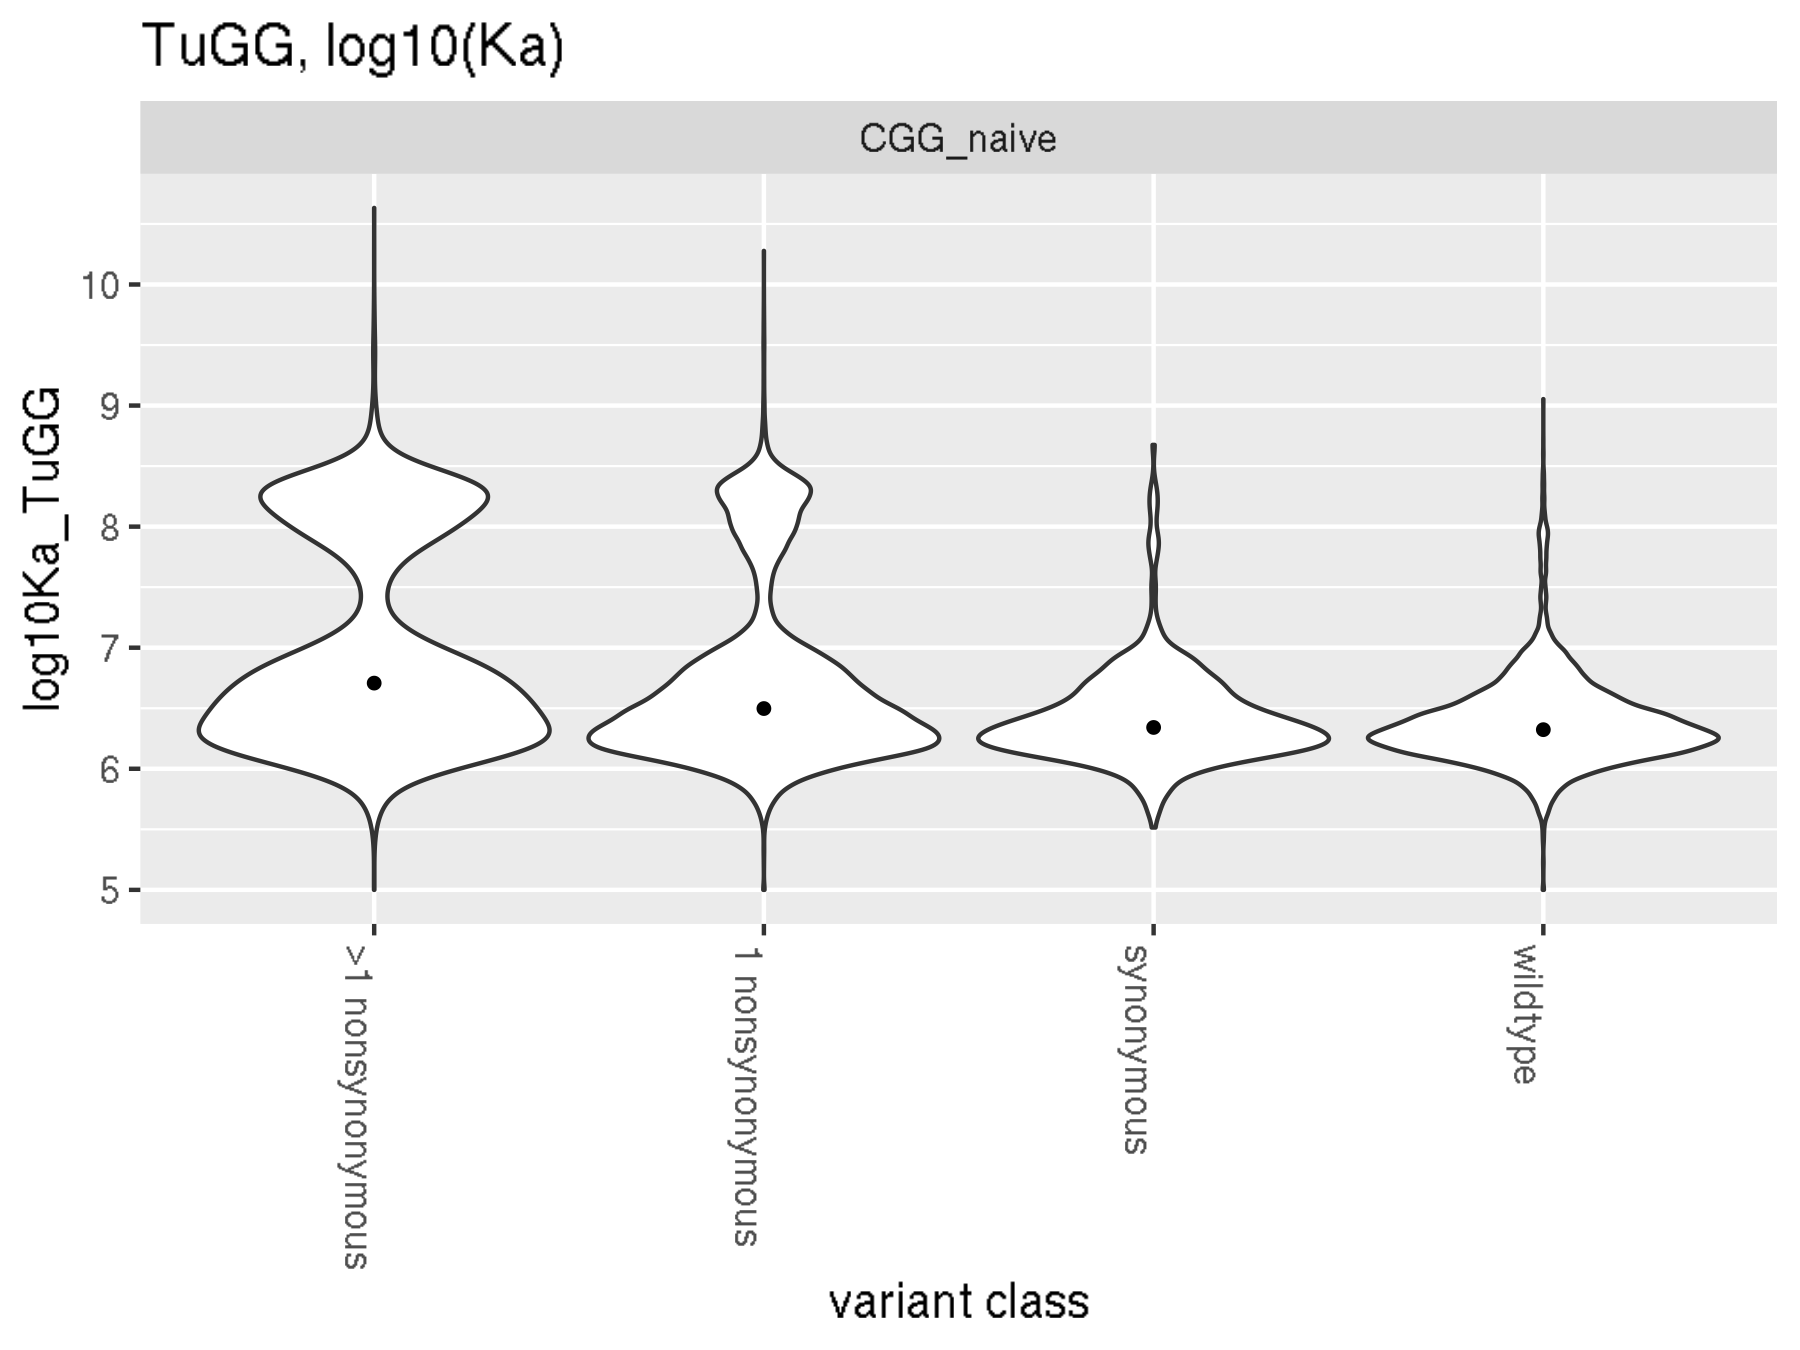 TuGG, log10(Ka)
CGG_naive
log10Ka_TuGG
10
9
8
7
6
5
>1 nonsynonymous
1 nonsynonymous
synonymous
wildtype
variant class